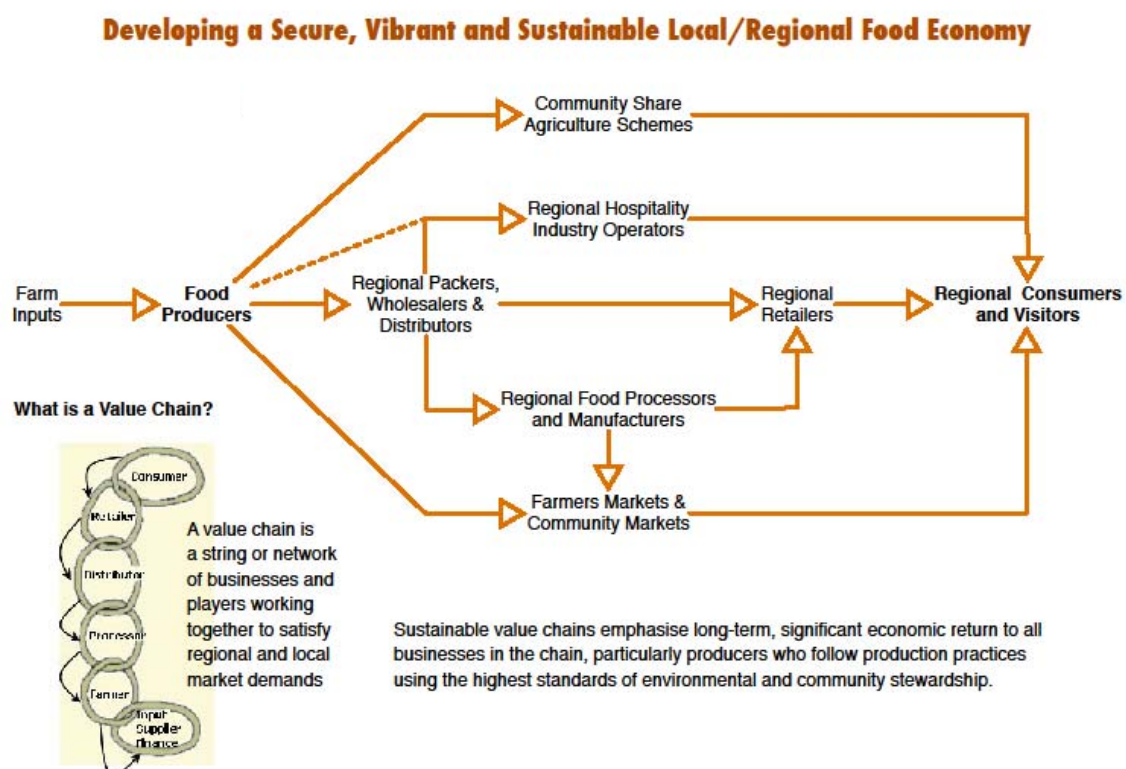 Developing a Secure, Vibrant and Sustainable Local/Regional Food Economy
Community Share
Agriculture Schemes
Regional Hospitality
Industry Operators
Farm
Inputs
Food
Producers
Regional Packers,
Wholesalers &
Distributors
Regional
Retailers
Regional Consumers
and Visitors
Regional Food Processors
and Manufacturers
Farmers Markets &
Community Markets
What is a Value Chain?
Consumer
Retailer
Distributor
Processor
Farmer
Input
Supplier
Finance
A value chain is
a string or network
of businesses and
players working
together to satisfy
regional and local
market demands
Sustainable value chains emphasise long-term, significant economic return to all
businesses in the chain, particularly producers who follow production practices
using the highest standards of environmental and community stewardship.